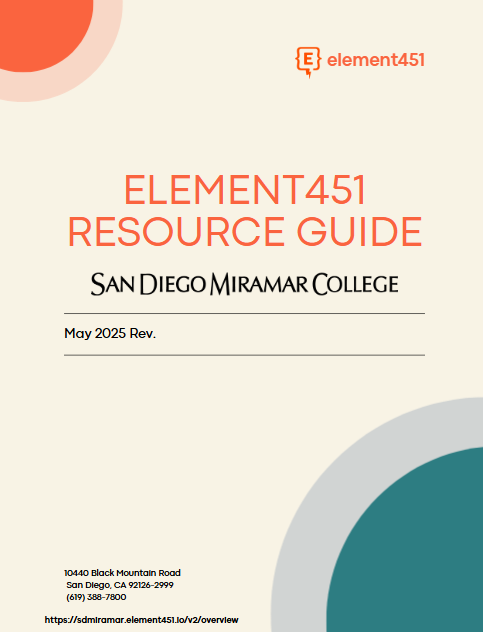 element451
ELEMENT451
RESOURCE GUIDE
SAN DIEGO MIRAMAR COLLEGE
May 2025 Rev.
10440 Black Mountain Road
San Diego, CA 92126-2999
(619) 388-7800
https://sdmiramar.element451.io/v2/overview